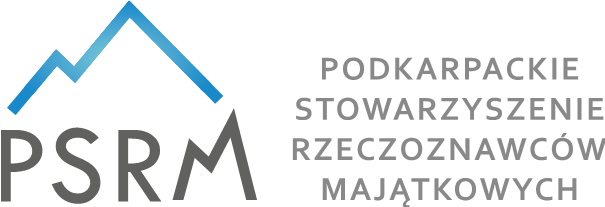 PSRM
PODKARPACKIE
STOWARZYSZENIE
RZECZOZNAWCÓW
MAJĄTKOWYCH